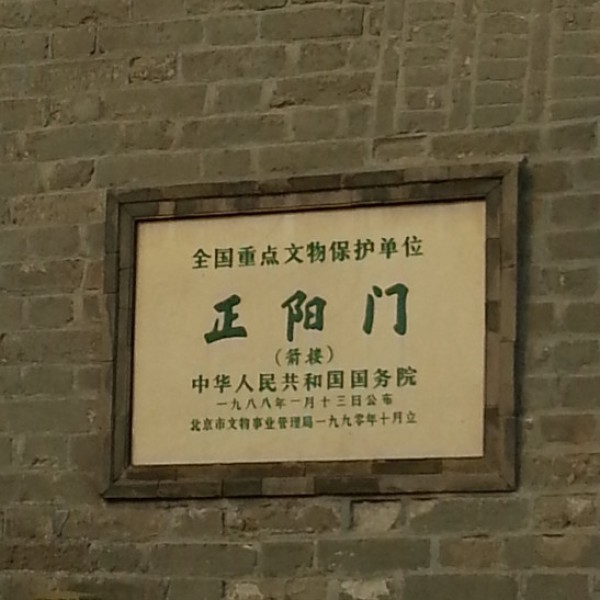 全国重点文物保护单位
正阳门
(箭楼)
中华人民共和国国务院
一九八八年一月十三日公布
北京市文物事业管理局一九九零年十月立